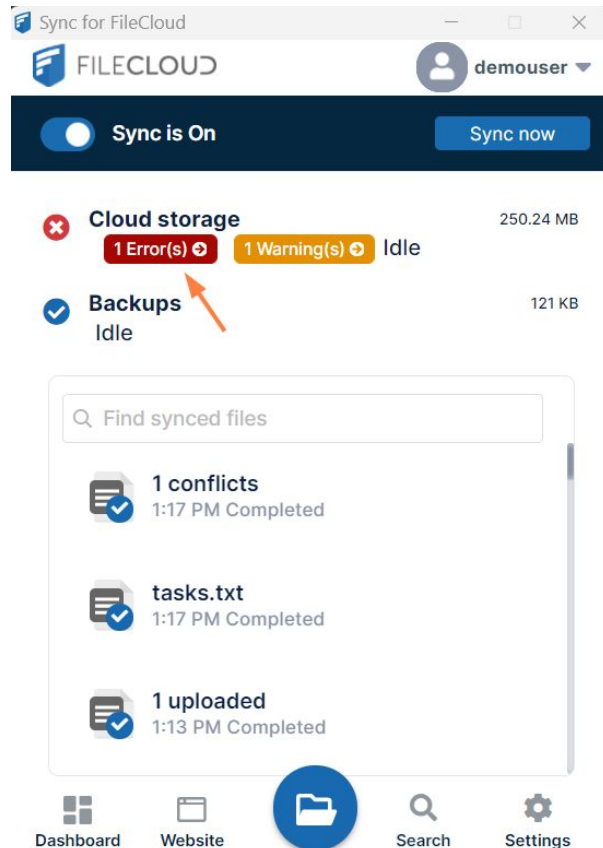 Sync for FileCloud
FILECLOUD
demouser
Sync is On
Sync now
Cloud storage
250.24 MB
1 Error(s)
1 Warning(s)
Idle
Backups
121 KB
Idle
Find synced files
1 conflicts
1:17 PM Completed
tasks.txt
1:17 PM Completed
1 uploaded
1:13 PM Completed
Dashboard
Website
Search
Settings